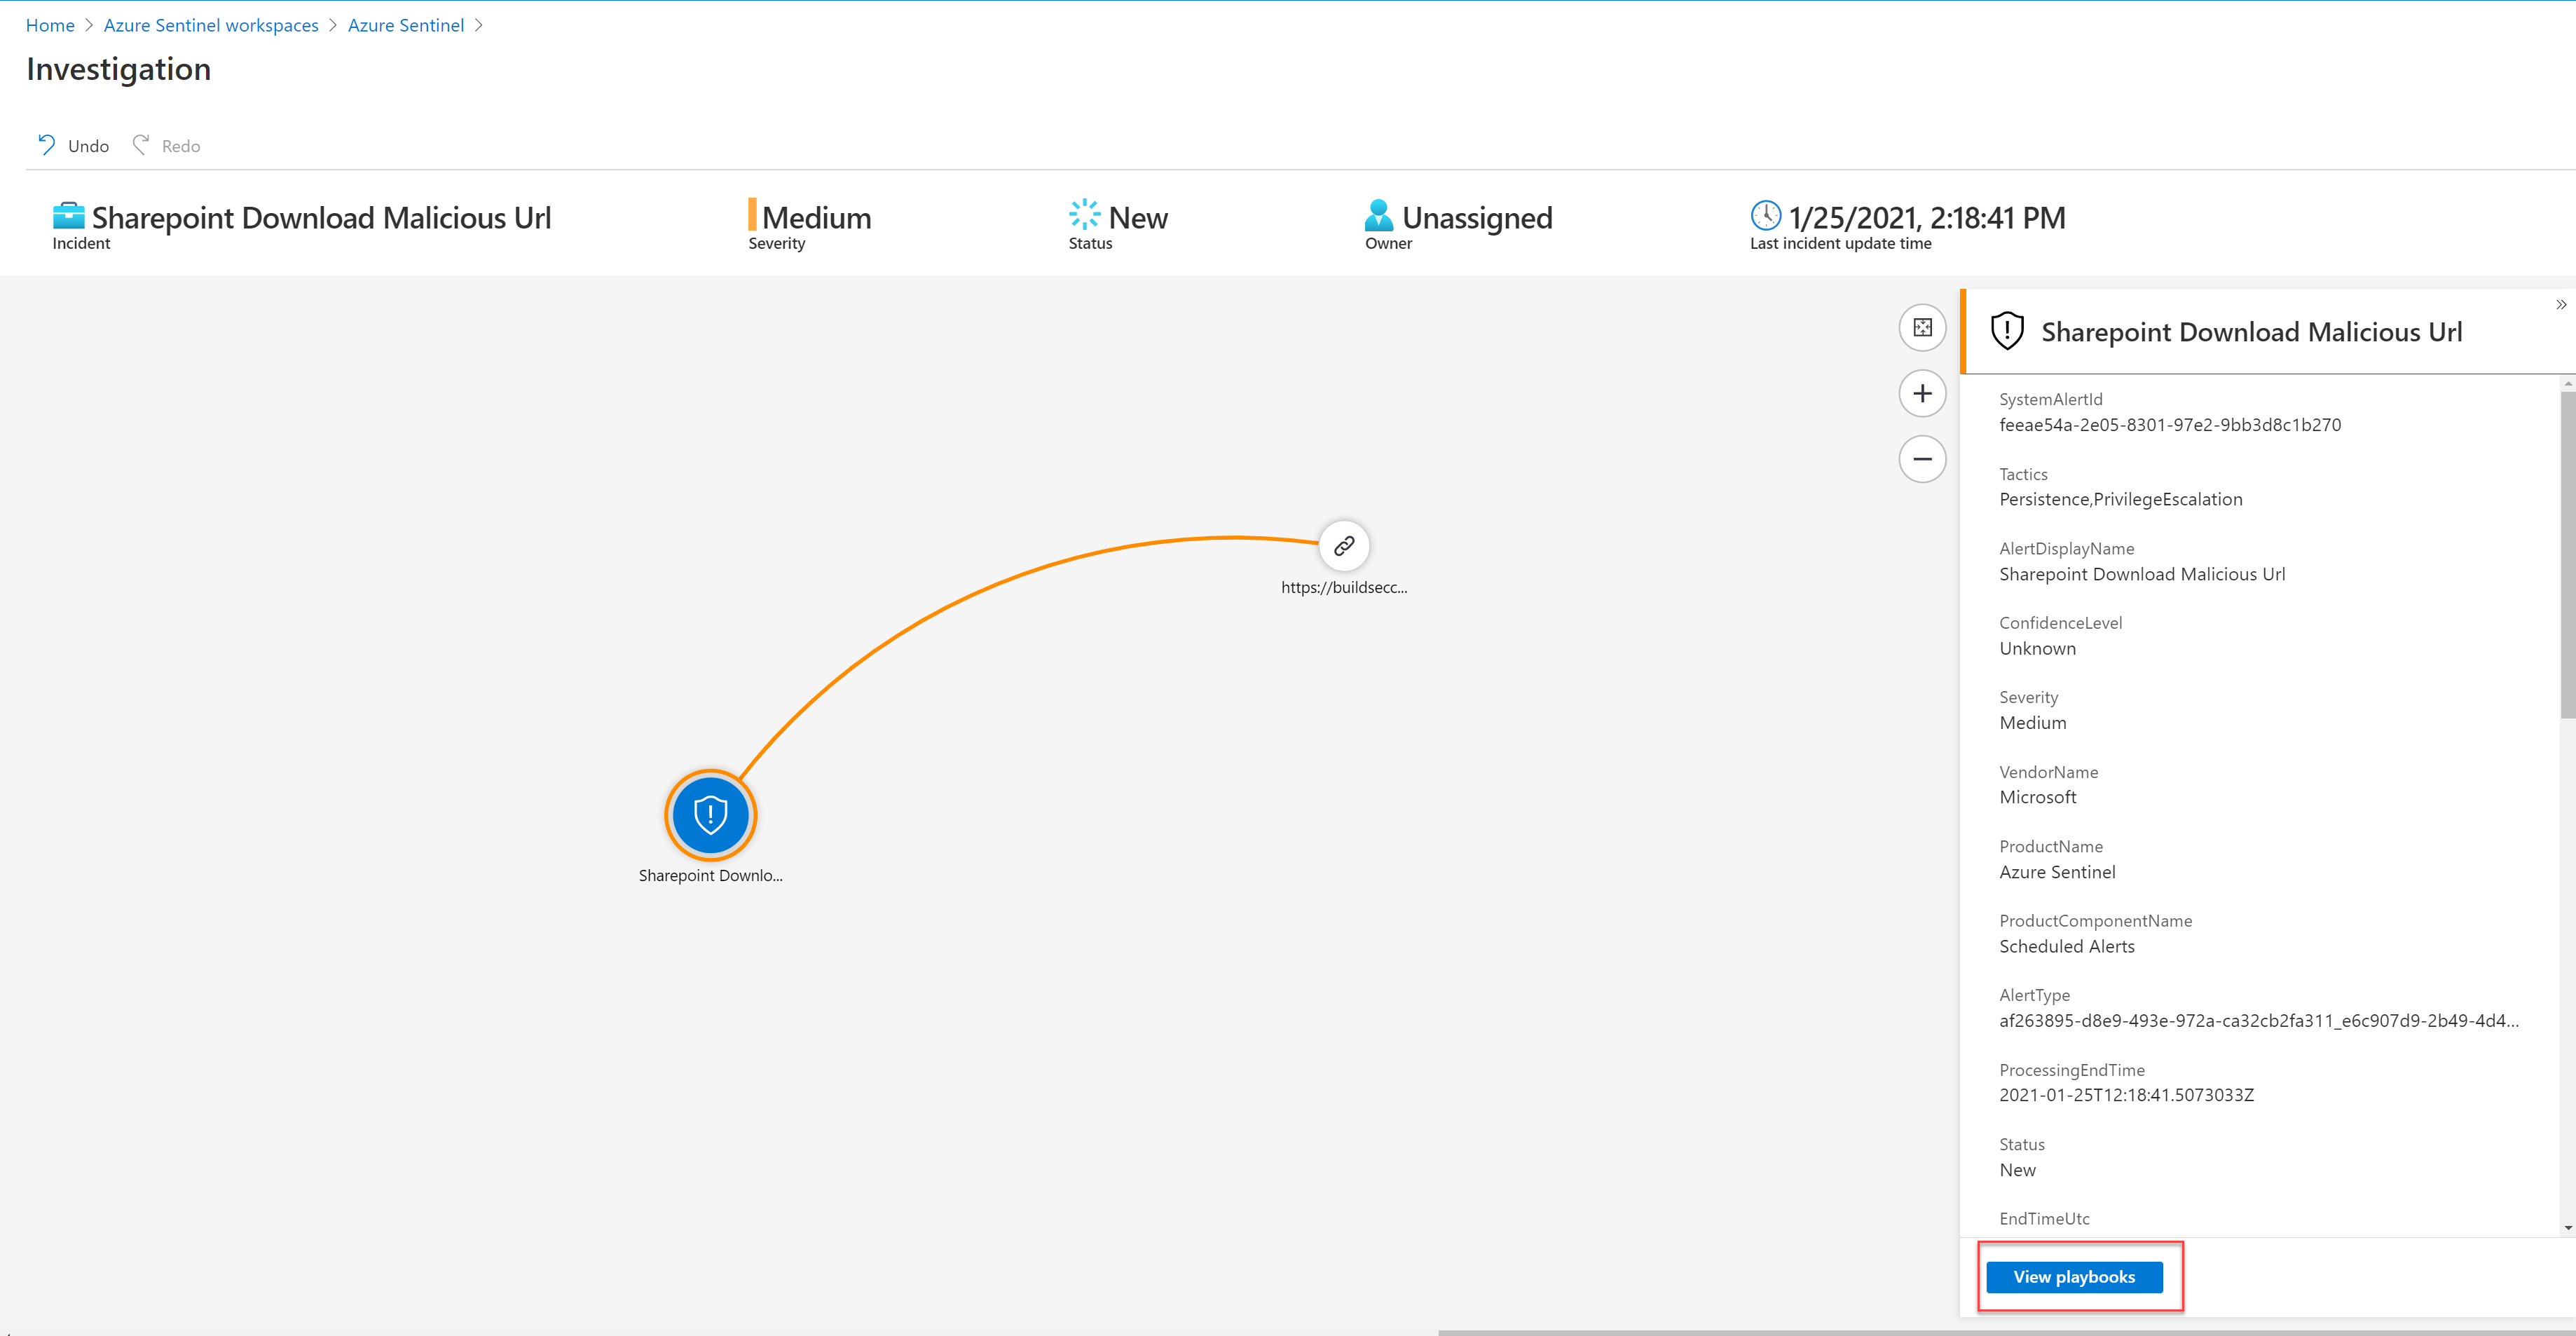 Home > Azure Sentinel workspaces > Azure Sentinel >
Investigation
Undo Redo
Sharepoint Download Malicious Url
Incident
Medium
Severity
New
Status
Unassigned
Owner
1/25/2021, 2:18:41 PM
Last incident update time
https://buildsecc...
Sharepoint Downlo...
Sharepoint Download Malicious Url
SystemAlertId
feeae54a-2e05-8301-97e2-9bb3d8c1b270
Tactics
Persistence,PrivilegeEscalation
AlertDisplayName
Sharepoint Download Malicious Url
ConfidenceLevel
Unknown
Severity
Medium
VendorName
Microsoft
ProductName
Azure Sentinel
ProductComponentName
Scheduled Alerts
AlertType
af263895-d8e9-493e-972a-ca32cb2fa311_e6c907d9-2b49-4d4...
ProcessingEndTime
2021-01-25T12:18:41.5073033Z
Status
New
EndTimeUtc
View playbooks